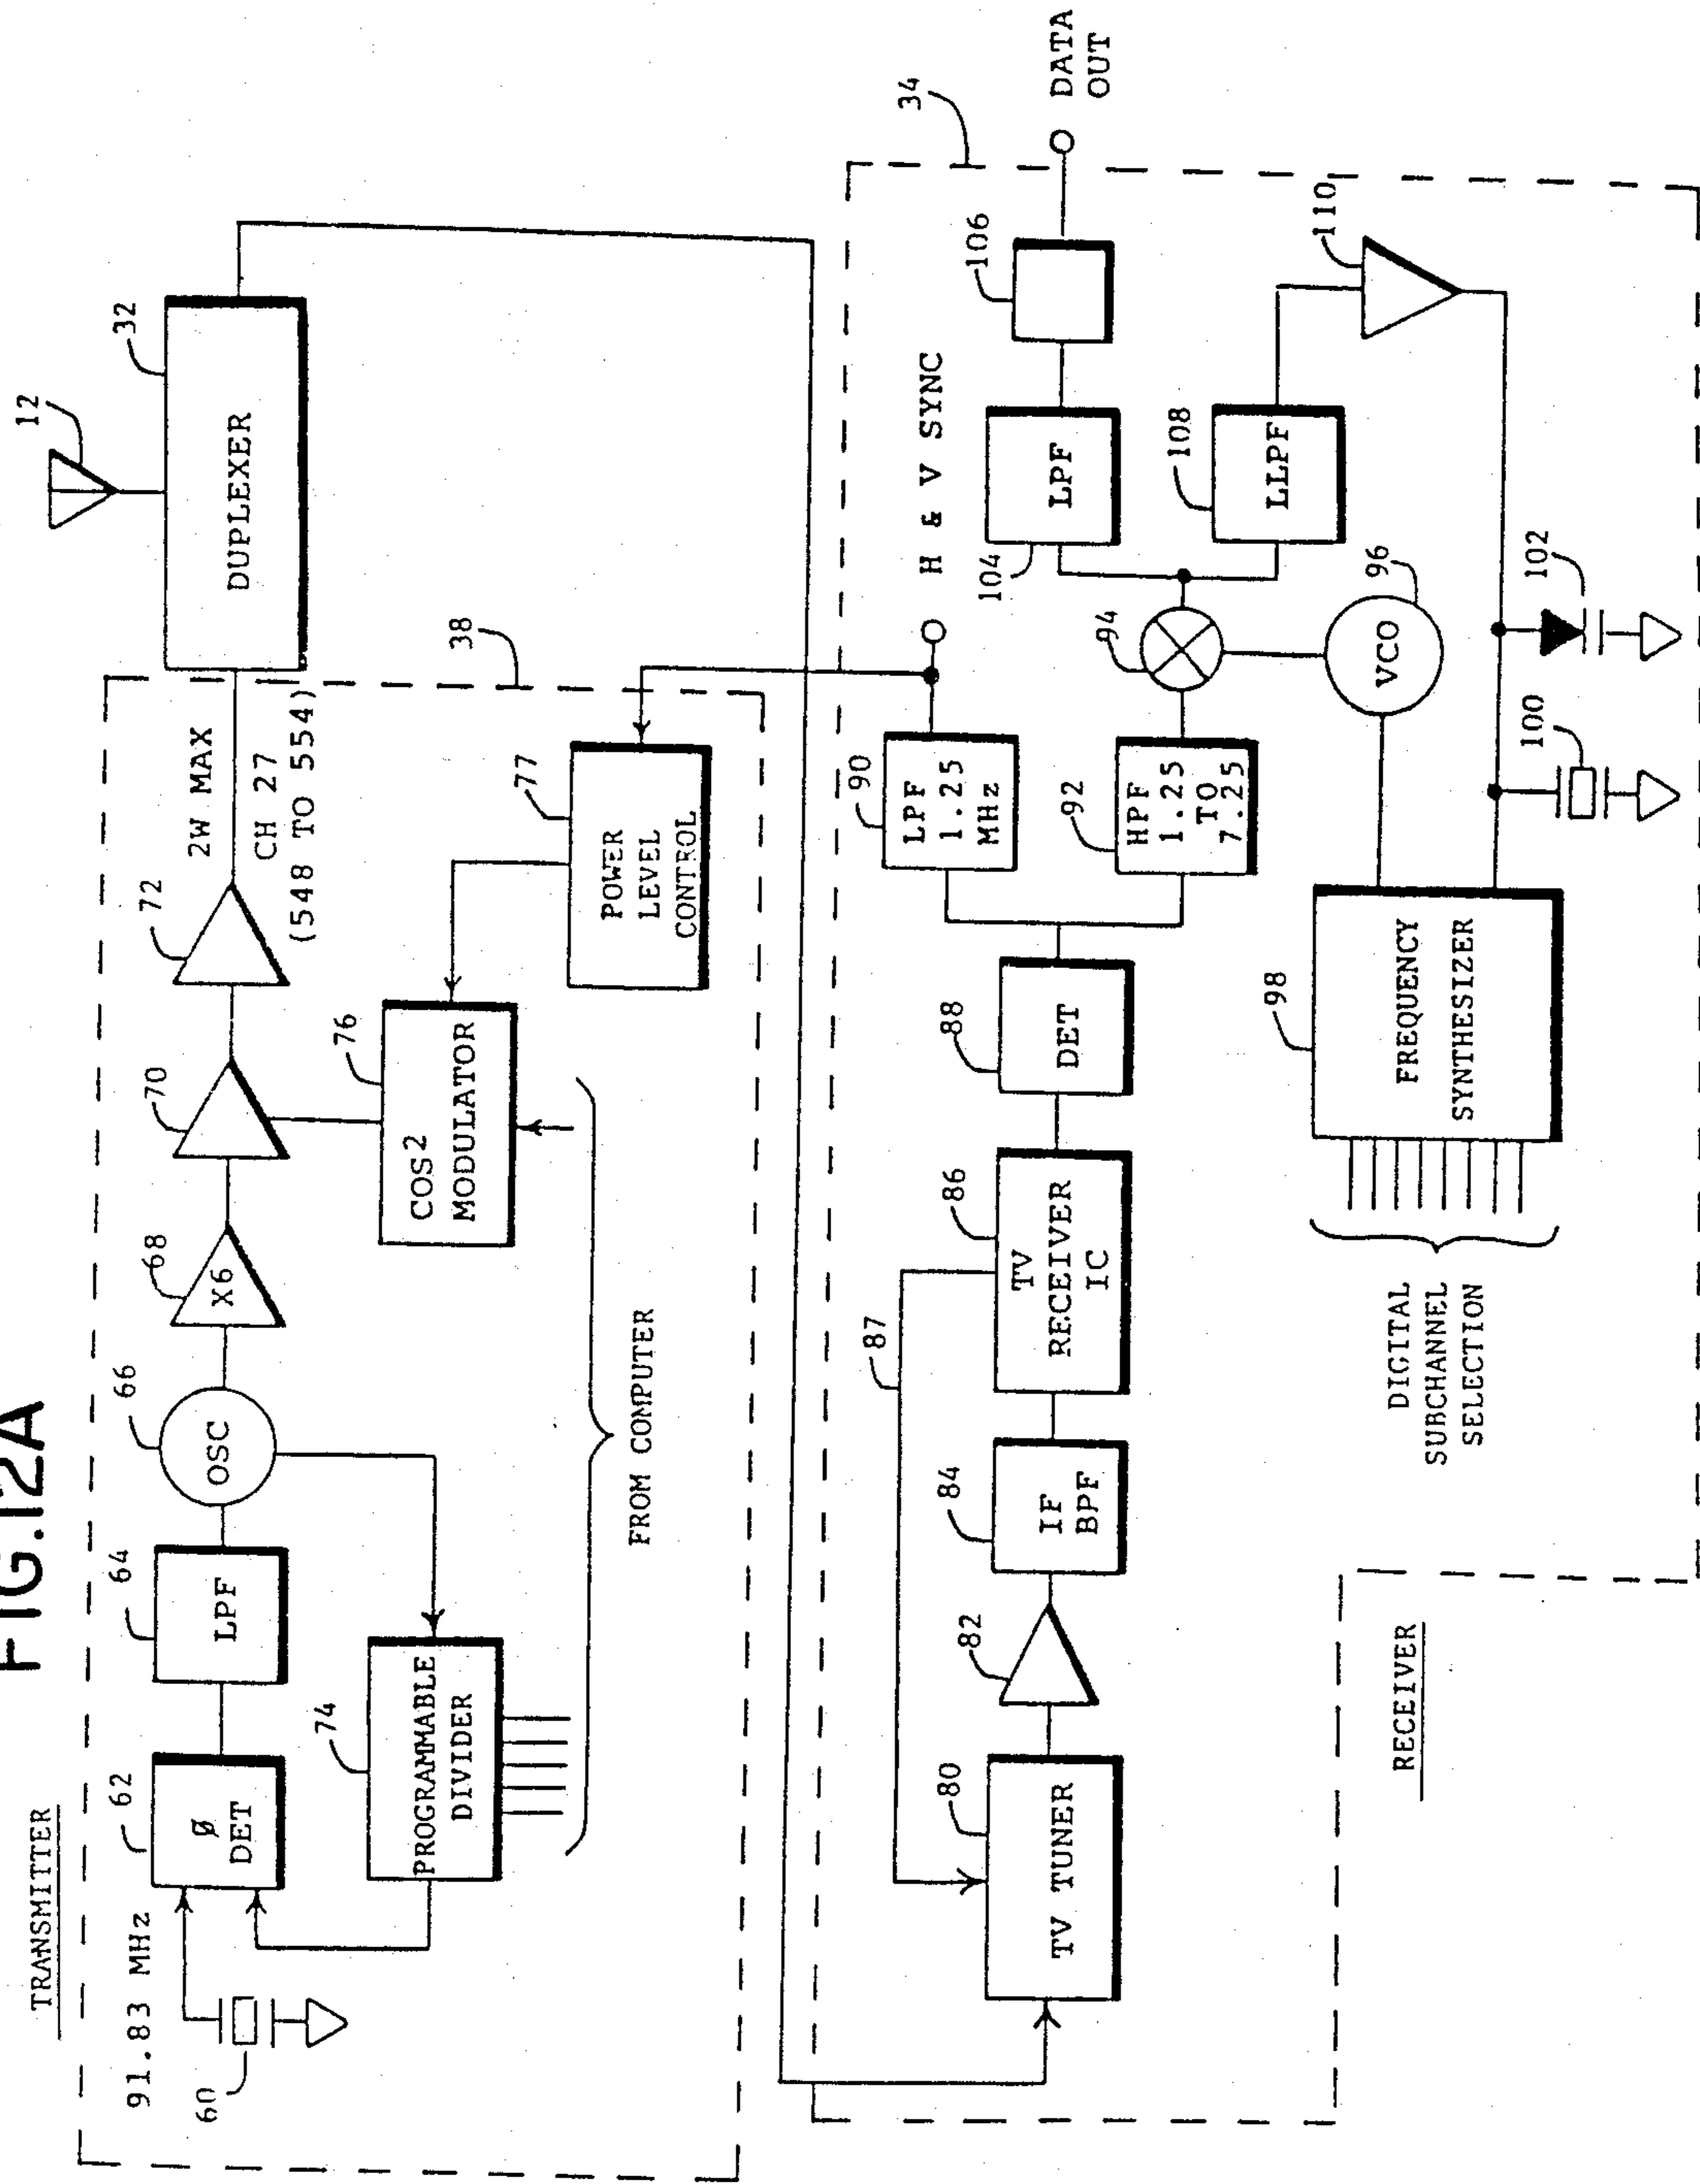 FIG.12A
TRANSMITTER
91.83 MHz
60
62
Ø
DET
64
LPF
66
OSC
68
X6
70
72
2W MAX
CH 27
(548 TO 554)
12
32
DUPLEXER
74
PROGRAMMABLE
DIVIDER
76
COS2
MODULATOR
77
POWER
LEVEL
CONTROL
38
FROM COMPUTER
87
80
TV TUNER
82
84
IF
BPF
86
TV
RECEIVER
IC
88
DET
90
LPF
1.25
MHz
H & V SYNC
92
HPF
1.25
TO
7.25
94
104
LPF
106
34
DATA
OUT
108
LLPF
110
96
VCO
98
FREQUENCY
SYNTHESIZER
100
102
DIGITAL
SUBCHANNEL
SELECTION
RECEIVER